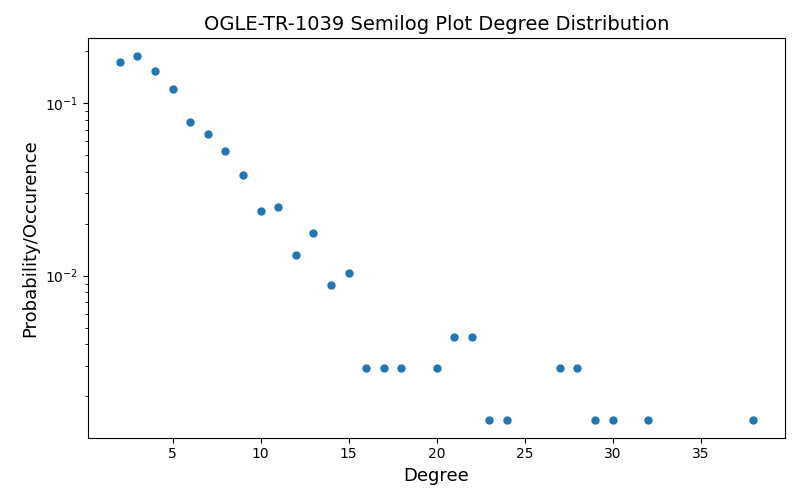 OGLE-TR-1039 Semilog Plot Degree Distribution
Probability/Occurence
10⁻¹
10⁻²
5 10 15 20 25 30 35
Degree